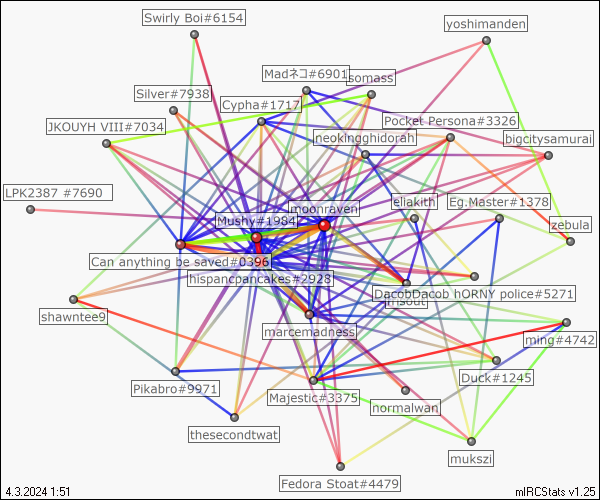 Swirly Boi#6154
yoshimanden
Madネコ#6901
somass
Silver#7938
Cypha#1717
Pocket Persona#3326
JKOUYH VIII#7034
neokingghidorah
bigcitysamurai
LPK2387 #7690
eliakith
Eg.Master#1378
moonraven
Mushy#1984
zebula
Can anything be saved#0396
hispancpancakes#2928
DacobDacob hORNY police#5271
shawntee9
marcemadness
ming#4742
Duck#1245
Pikabro#9971
Majestic#3375
normalwan
thesecondtwat
mukszi
Fedora Stoat#4479
4.3.2024 1:51
mIRCStats v1.25